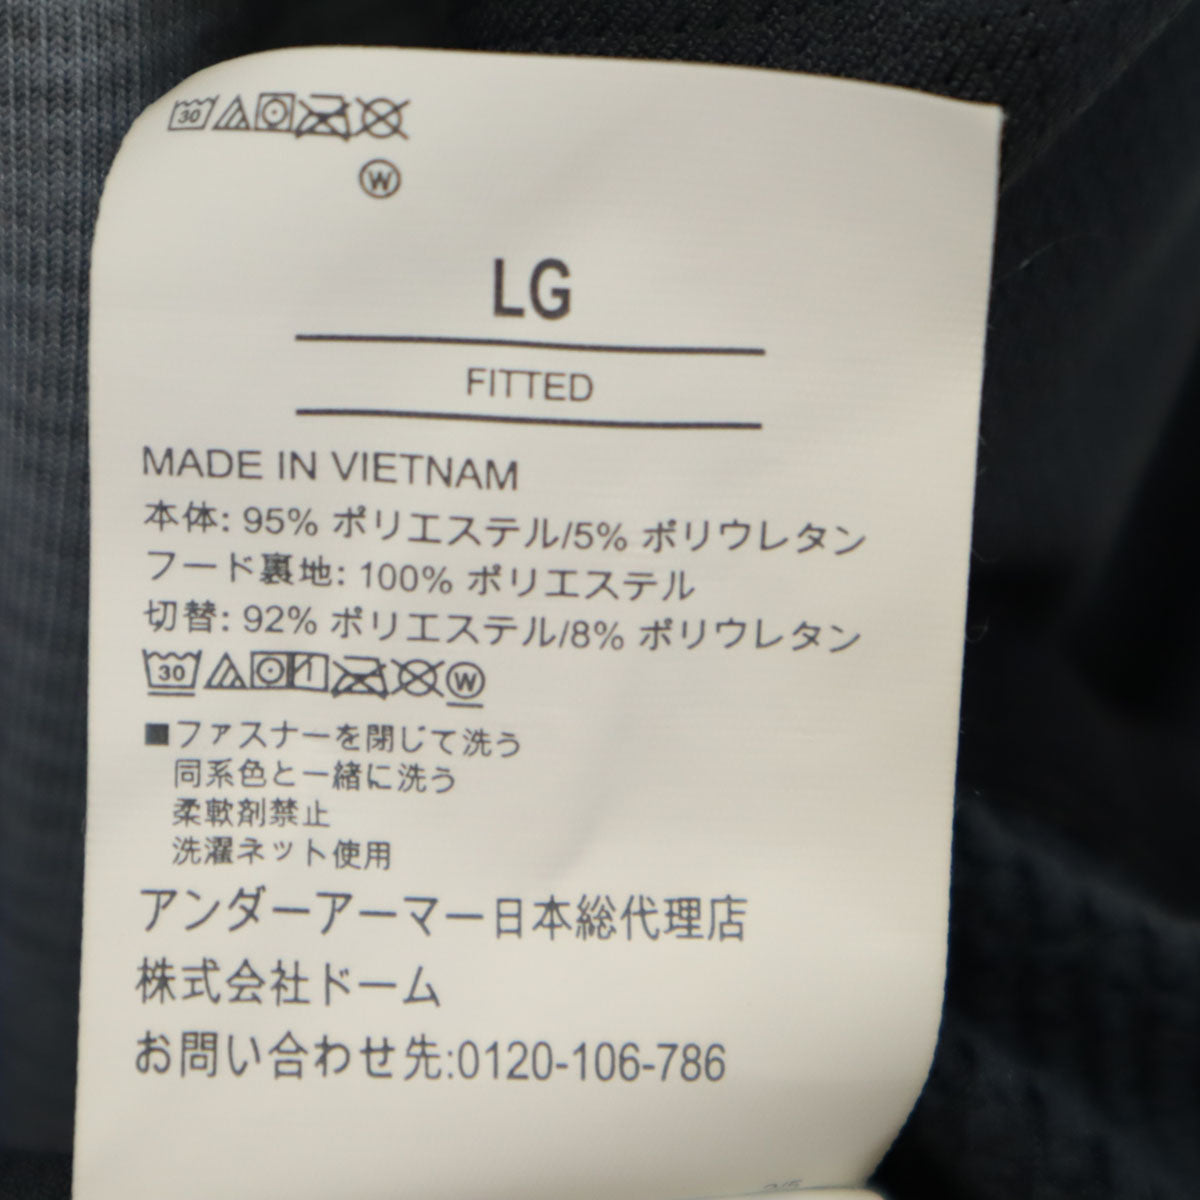 30
W
LG
FITTED
MADE IN VIETNAM
本体: 95% ポリエステル/5% ポリウレタン
フード裏地: 100% ポリエステル
切替: 92% ポリエステル/8% ポリウレタン
30 W
■ファスナーを閉じて洗う
同系色と一緒に洗う
柔軟剤禁止
洗濯ネット使用
アンダーアーマー日本総代理店
株式会社ドーム
お問い合わせ先:0120-106-786